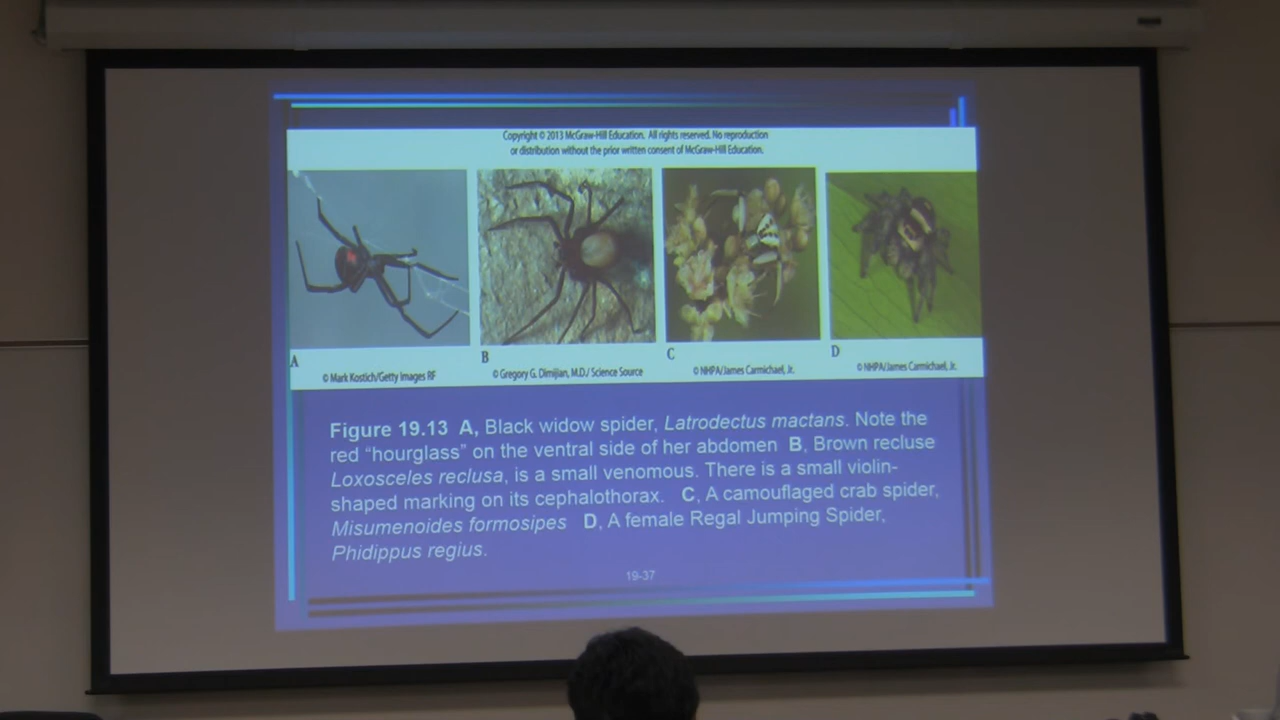 Copyright © 2013 McGraw-Hill Education. All rights reserved. No reproduction
or distribution without the prior written consent of McGraw-Hill Education.
A
B
C
D
© Mark Kostich/Getty Images RF
© Gregory G. Dimijian, M.D./ Science Source
© NHPA/James Carmichael, Jr.
© NHPA/James Carmichael, Jr.
Figure 19.13 A, Black widow spider, Latrodectus mactans. Note the
red “hourglass” on the ventral side of her abdomen B, Brown recluse
Loxosceles reclusa, is a small venomous. There is a small violin-
shaped marking on its cephalothorax. C, A camouflaged crab spider,
Misumenoides formosipes D, A female Regal Jumping Spider,
Phidippus regius.
19-37